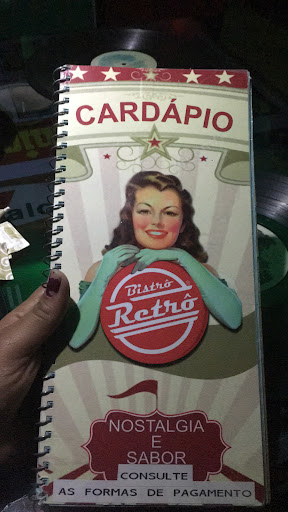 CARDÁPIO
Bistrô
Retrô
NOSTALGIA
E
SABOR
CONSULTE
AS FORMAS DE PAGAMENTO